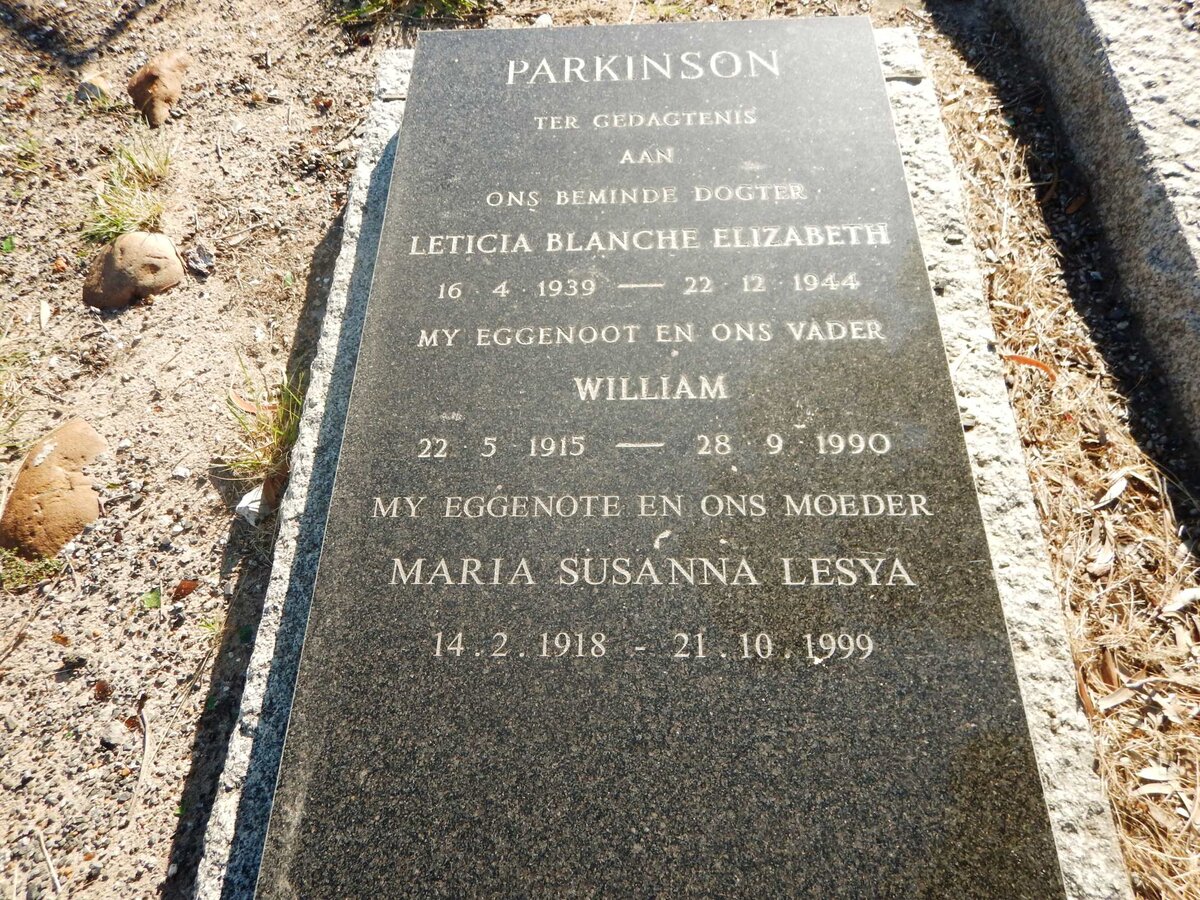 PARKINSON
TER GEDAGTENIS
AAN
ONS BEMINDE DOGTER
LETICIA BLANCHE ELIZABETH
16 · 4 · 1939 — 22 · 12 · 1944
MY EGGENOOT EN ONS VADER
WILLIAM
22 · 5 · 1915 — 28 · 9 · 1990
MY EGGENOTE EN ONS MOEDER
MARIA SUSANNA LESYA
14.2.1918 - 21.10.1999